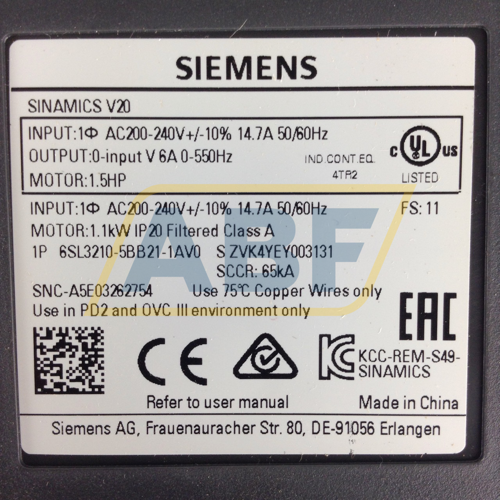 SIEMENS
SINAMICS V20
INPUT:1Φ AC200-240V+/-10% 14.7A 50/60Hz
OUTPUT:0-input V 6A 0-550Hz
IND.CONT.EQ.
4TR2
MOTOR:1.5HP
c UL us
LISTED
INPUT:1Φ AC200-240V+/-10% 14.7A 50/60Hz FS: 11
MOTOR:1.1kW IP20 Filtered Class A
1P 6SL3210-5BB21-1AV0 S ZVK4YEY003131
SCCR: 65kA
SNC-A5E03262754 Use 75℃ Copper Wires only
Use in PD2 and OVC III environment only
ABF
CE
EAC
KCC-REM-S49-
SINAMICS
Refer to user manual Made in China
Siemens AG, Frauenauracher Str. 80, DE-91056 Erlangen